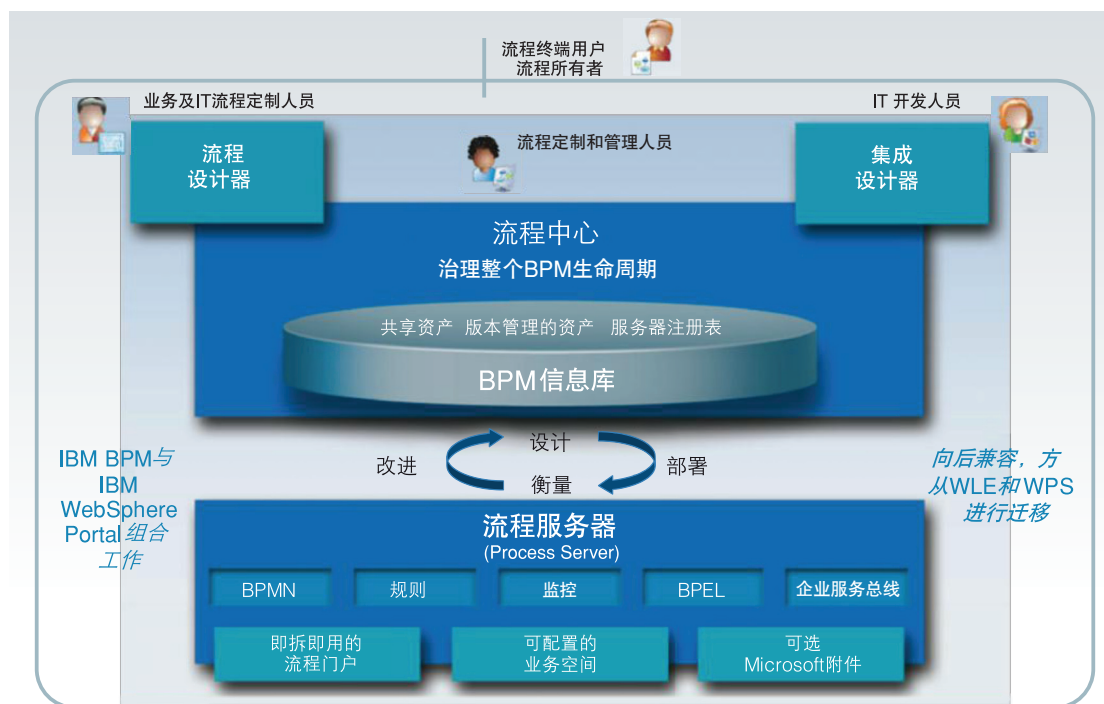 流程终端用户
流程所有者
业务及IT流程定制人员
IT 开发人员
流程定制和管理人员
流程
设计器
集成
设计器
流程中心
治理整个BPM生命周期
共享资产 版本管理的资产 服务器注册表
BPM信息库
设计
改进
部署
衡量
IBM BPM与
IBM
WebSphere
Portal组合
工作
向后兼容，方
从WLE和WPS
进行迁移
流程服务器
(Process Server)
BPMN
规则
监控
BPEL
企业服务总线
即拆即用的
流程门户
可配置的
业务空间
可选
Microsoft附件